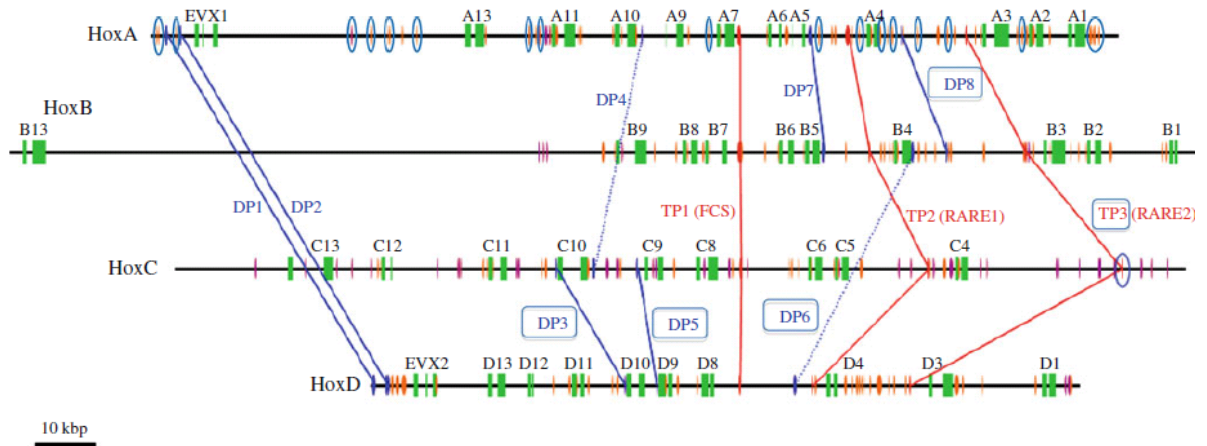 EVX1 A13 A11 A10 A9 A7 A6 A5 A4 A3 A2 A1
HoxA
DP4 DP7 DP8
HoxB
B13 B9 B8 B7 B6 B5 B4 B3 B2 B1
DP1 DP2 TP1 (FCS) TP2 (RARE1) TP3 (RARE2)
C13 C12 C11 C10 C9 C8 C6 C5 C4
HoxC
DP3 DP5 DP6
EVX2 D13 D12 D11 D10 D9 D8 D4 D3 D1
HoxD
10 kbp